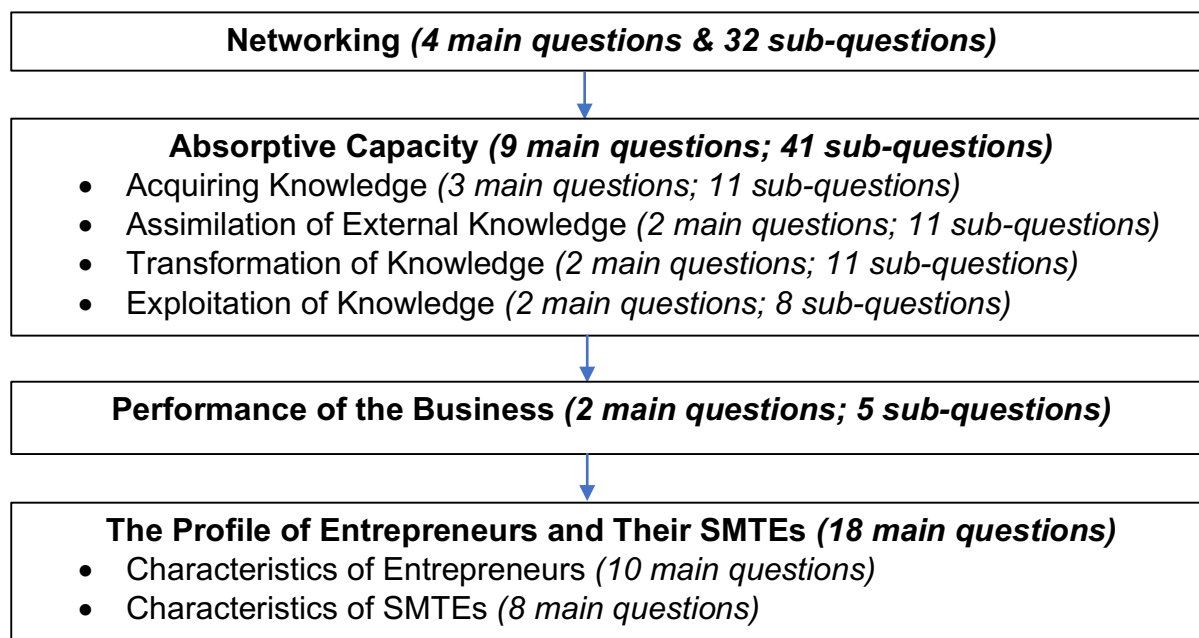 Networking (4 main questions & 32 sub-questions)
Absorptive Capacity (9 main questions; 41 sub-questions)
• Acquiring Knowledge (3 main questions; 11 sub-questions)
• Assimilation of External Knowledge (2 main questions; 11 sub-questions)
• Transformation of Knowledge (2 main questions; 11 sub-questions)
• Exploitation of Knowledge (2 main questions; 8 sub-questions)
Performance of the Business (2 main questions; 5 sub-questions)
The Profile of Entrepreneurs and Their SMTEs (18 main questions)
• Characteristics of Entrepreneurs (10 main questions)
• Characteristics of SMTEs (8 main questions)